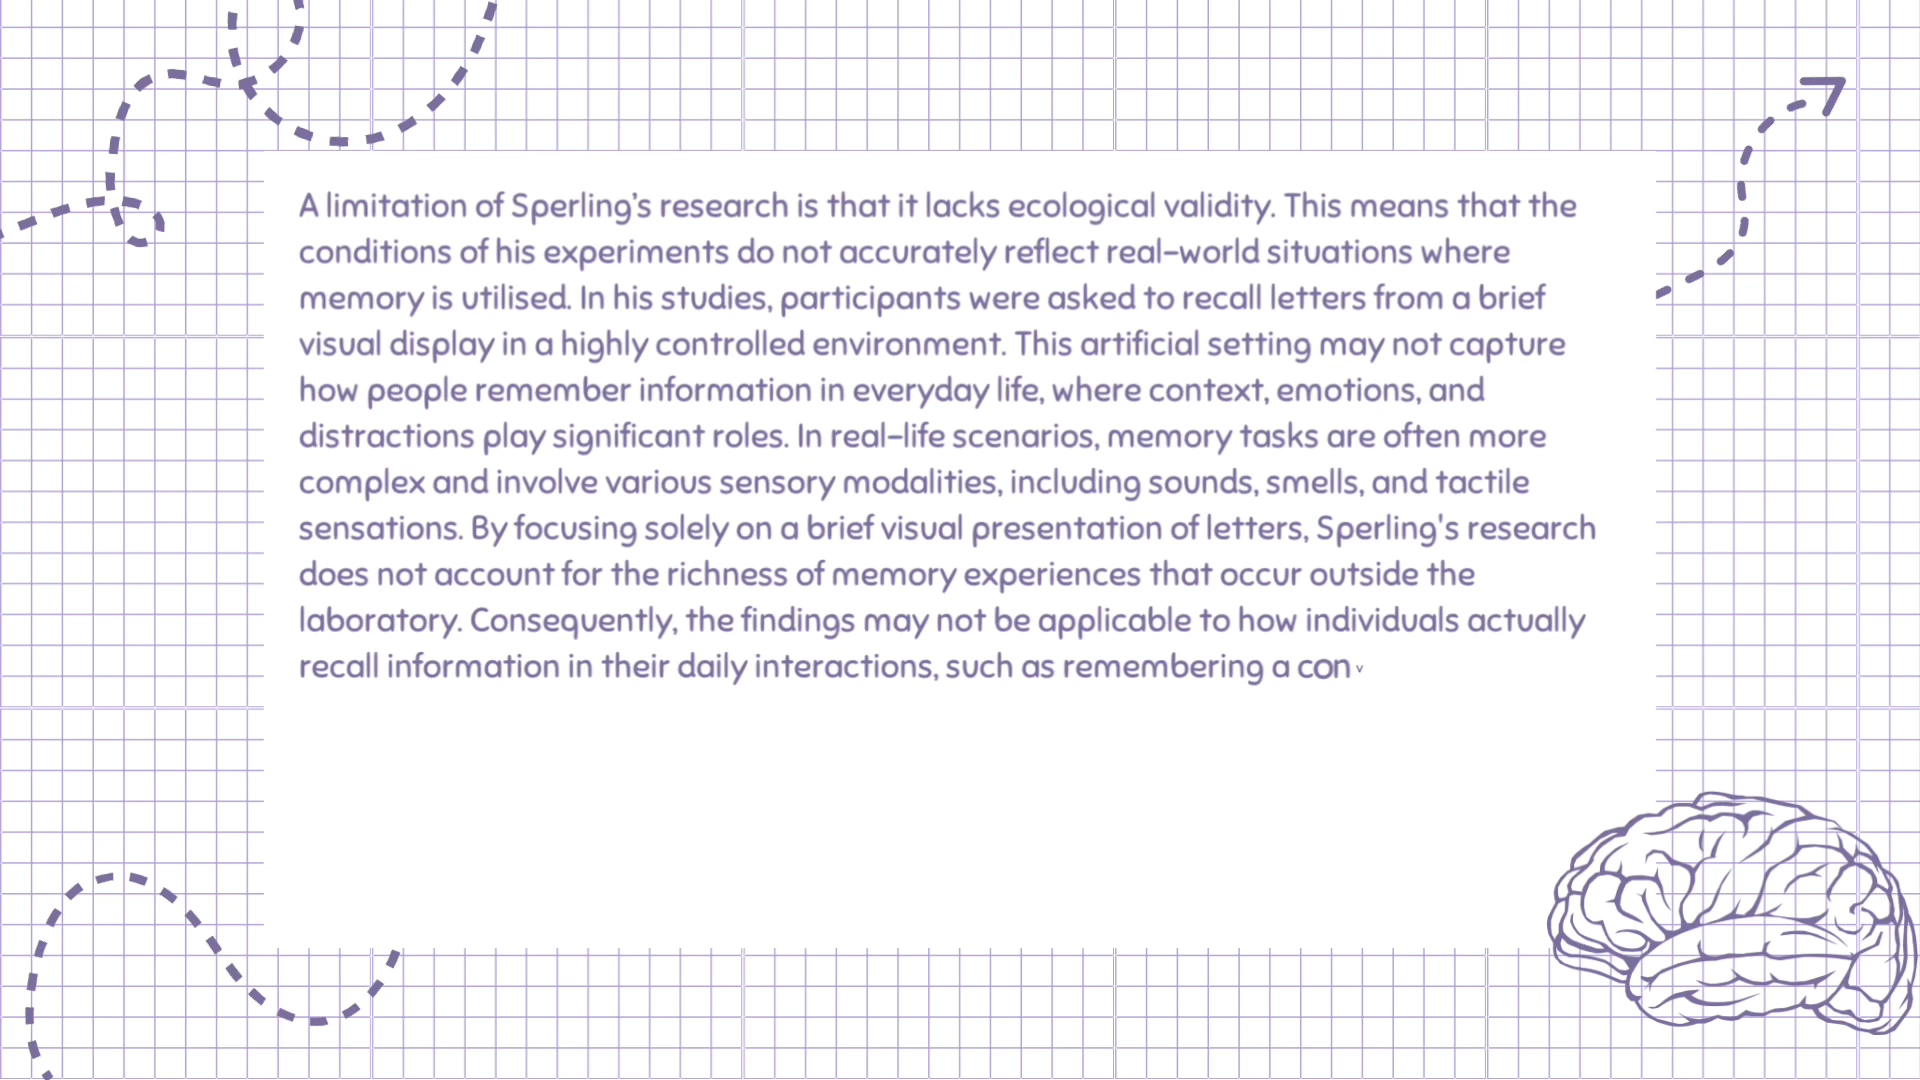 A limitation of Sperling’s research is that it lacks ecological validity. This means that the
conditions of his experiments do not accurately reflect real-world situations where
memory is utilised. In his studies, participants were asked to recall letters from a brief
visual display in a highly controlled environment. This artificial setting may not capture
how people remember information in everyday life, where context, emotions, and
distractions play significant roles. In real-life scenarios, memory tasks are often more
complex and involve various sensory modalities, including sounds, smells, and tactile
sensations. By focusing solely on a brief visual presentation of letters, Sperling's research
does not account for the richness of memory experiences that occur outside the
laboratory. Consequently, the findings may not be applicable to how individuals actually
recall information in their daily interactions, such as remembering a conv